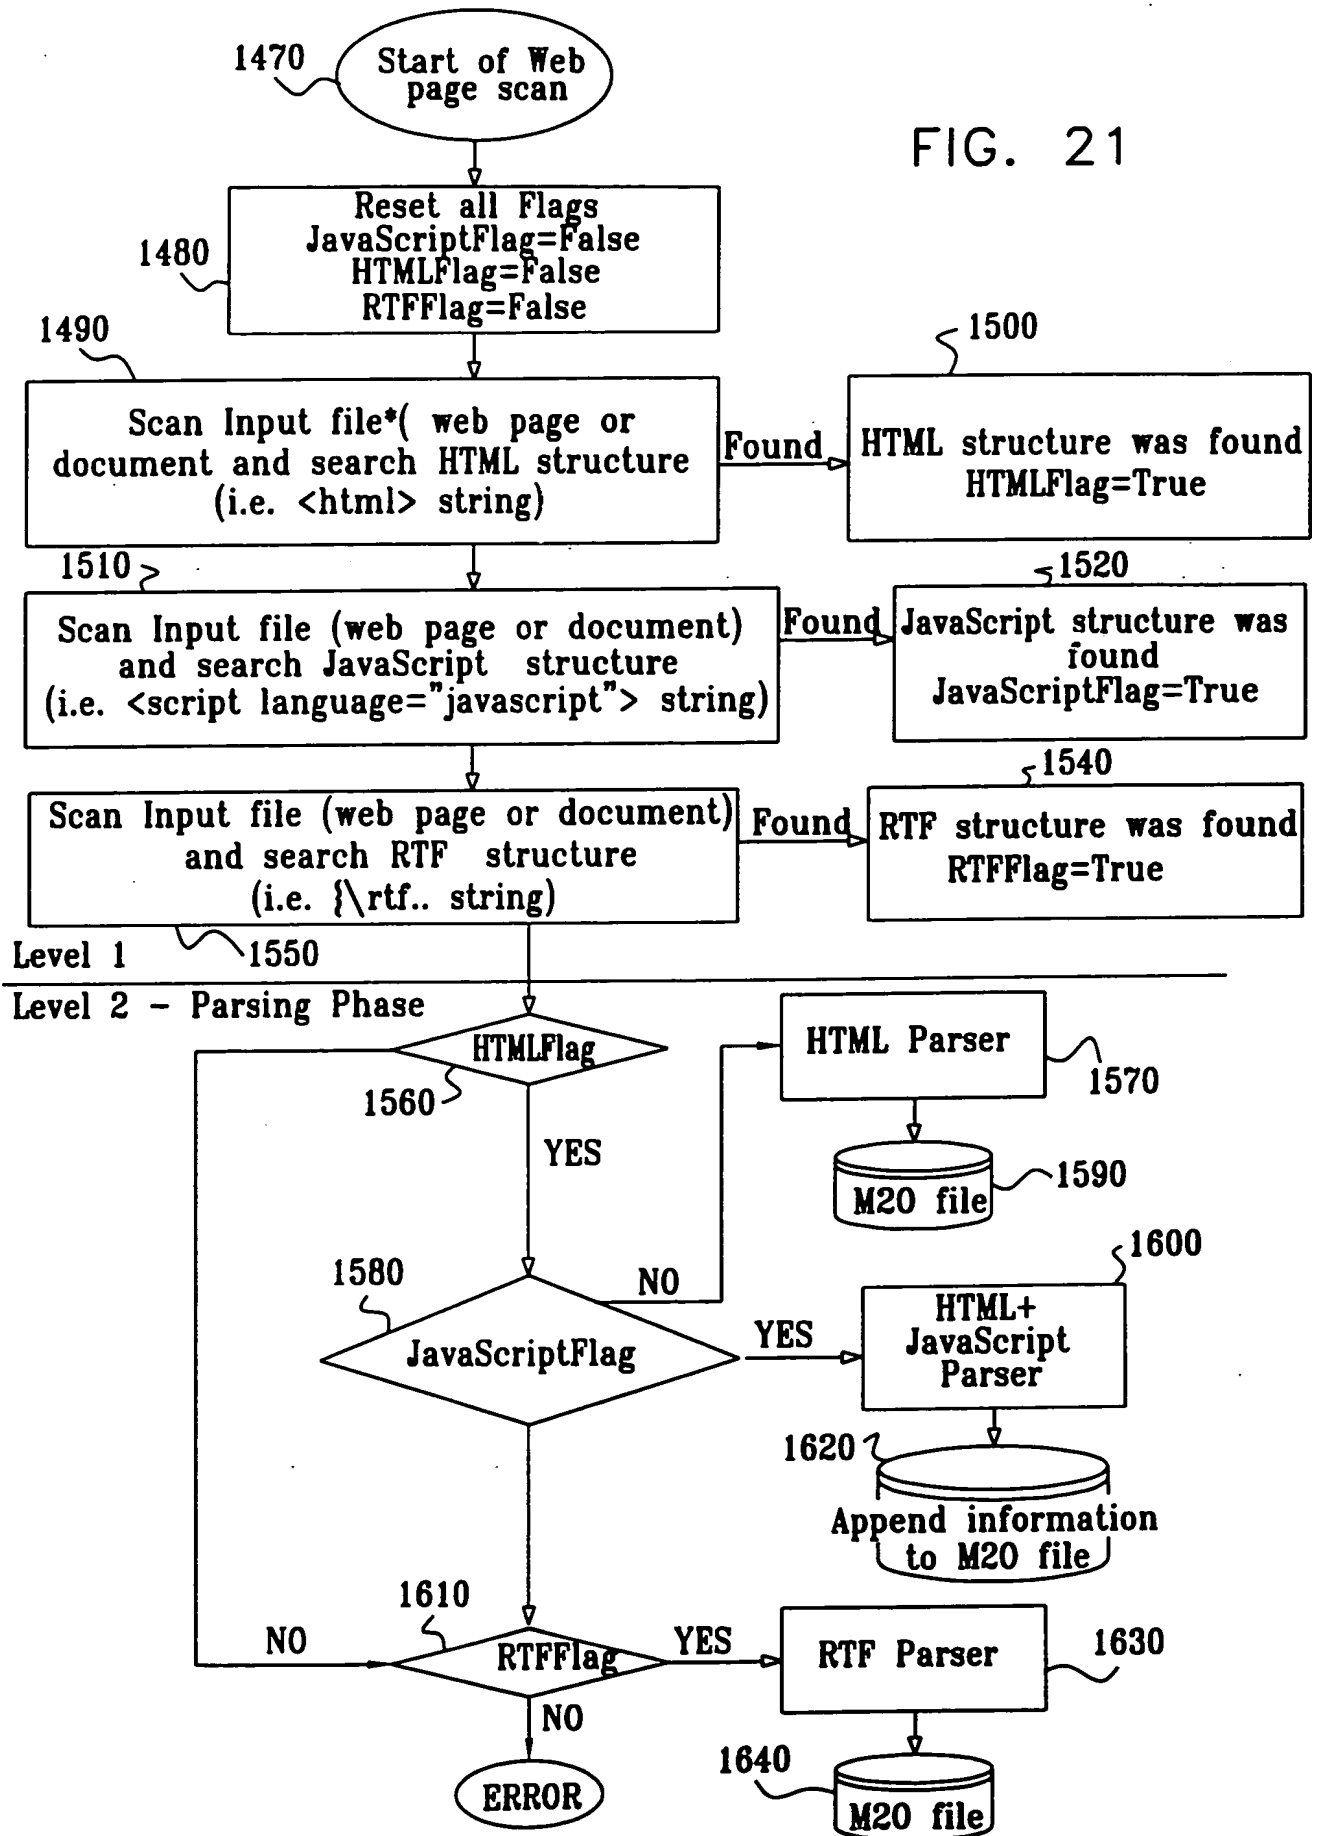 1470
Start of Web
page scan
FIG. 21
Reset all Flags
JavaScriptFlag=False
HTMLFlag=False
RTFFlag=False
1480
1490
Scan Input file*( web page or
document and search HTML structure
(i.e. <html> string)
Found
1500
HTML structure was found
HTMLFlag=True
1510
Scan Input file (web page or document)
and search JavaScript structure
(i.e. <script language="javascript"> string)
Found
1520
JavaScript structure was
found
JavaScriptFlag=True
Scan Input file (web page or document)
and search RTF structure
(i.e. }\rtf.. string)
Found
1540
RTF structure was found
RTFFlag=True
1550
Level 1
Level 2 - Parsing Phase
HTMLFlag
1560
YES
HTML Parser
1570
M20 file
1590
1580
JavaScriptFlag
NO
YES
1600
HTML+
JavaScript
Parser
1620
Append information
to M20 file
1610
NO
RTFFlag
YES
RTF Parser
1630
NO
ERROR
1640
M20 file